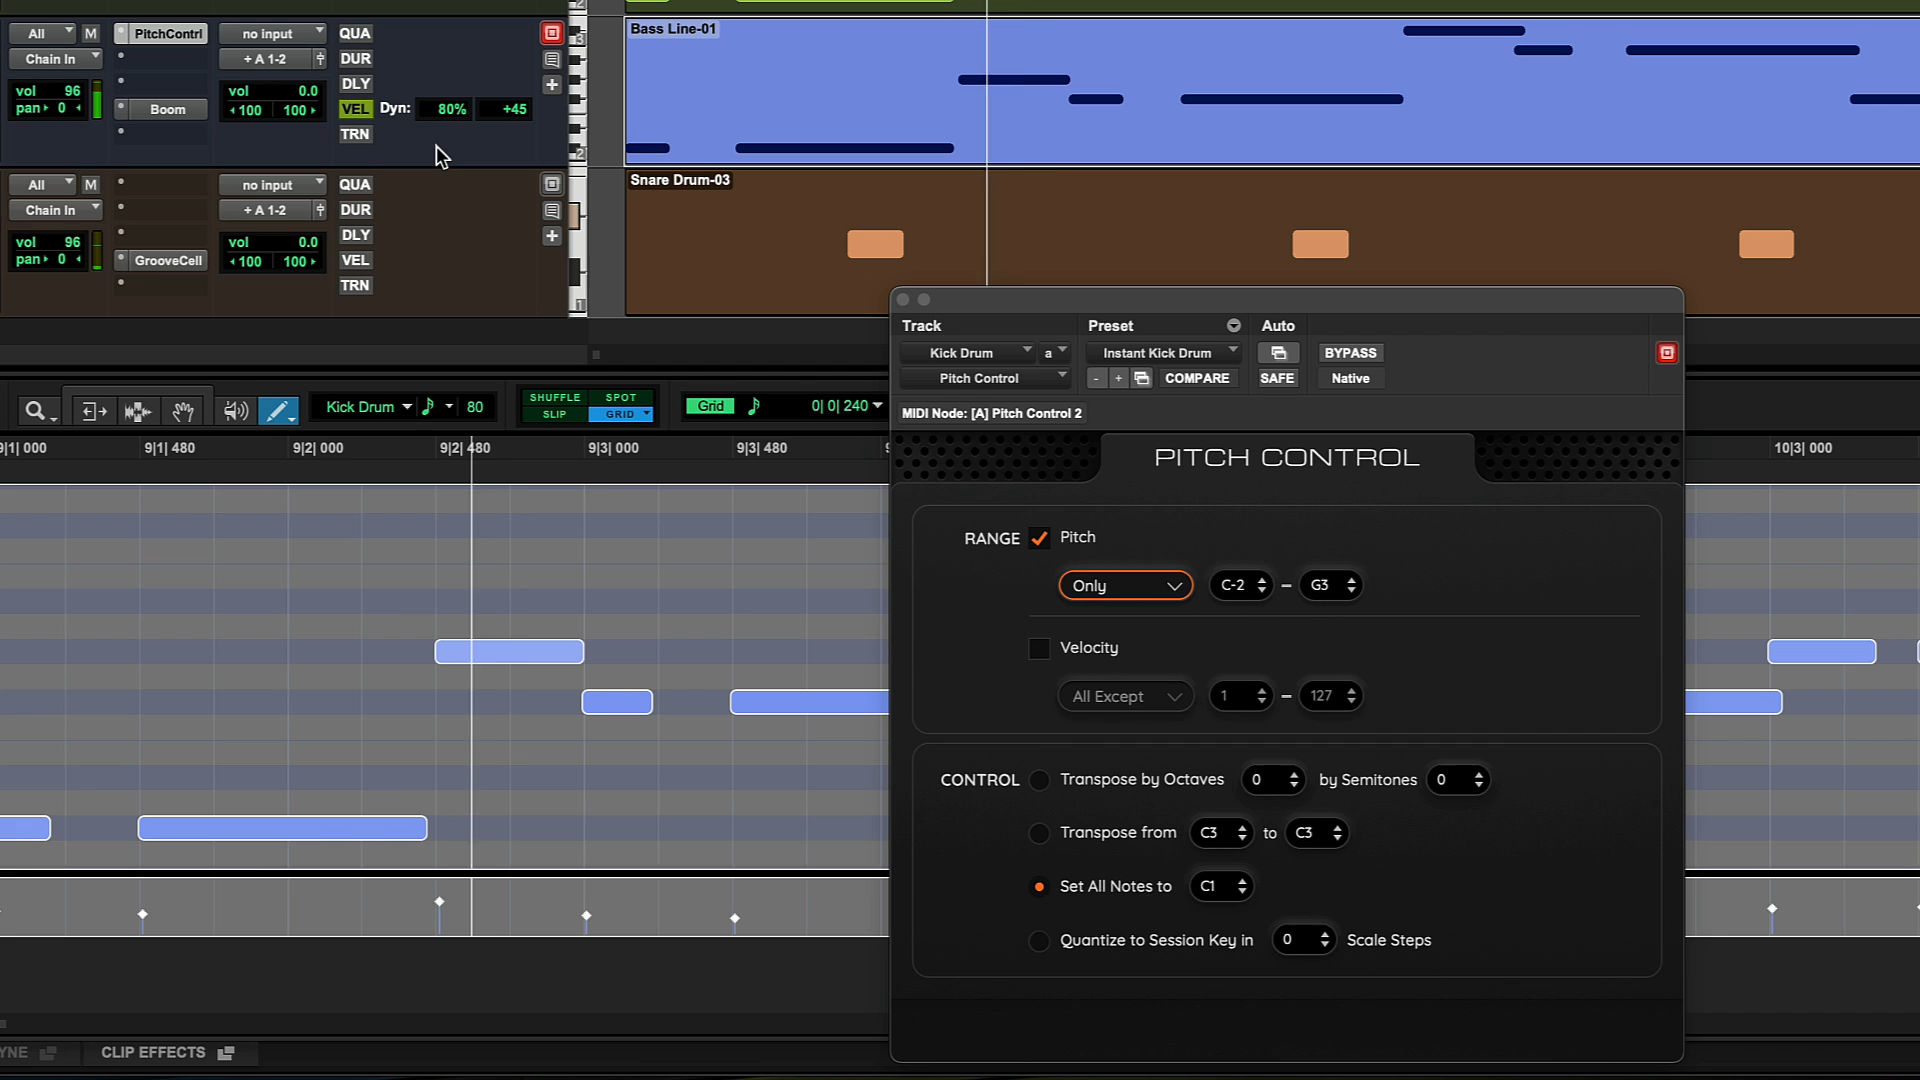 2
All M PitchContrl no input QUA
Chain In + A 1-2 DUR
DLY
vol 96 vol 0.0
pan 0 Boom 100 100 VEL Dyn: 80% +45
TRN
3
2
Bass Line-01
All M no input QUA
Chain In + A 1-2 DUR
DLY
vol 96 vol 0.0
pan 0 GrooveCell 100 100 VEL
TRN
1
Snare Drum-03
Track Preset Auto
Kick Drum a Instant Kick Drum BYPASS
Pitch Control - + COMPARE SAFE Native
MIDI Node: [A] Pitch Control 2
Kick Drum 80
SHUFFLE SPOT
SLIP GRID
Grid 0| 0| 240
9|1| 000 9|1| 480 9|2| 000 9|2| 480 9|3| 000 9|3| 480 9 10|3| 000
PITCH CONTROL
RANGE Pitch
Only C-2 – G3
Velocity
All Except 1 – 127
CONTROL Transpose by Octaves 0 by Semitones 0
Transpose from C3 to C3
Set All Notes to C1
Quantize to Session Key in 0 Scale Steps
YNE CLIP EFFECTS